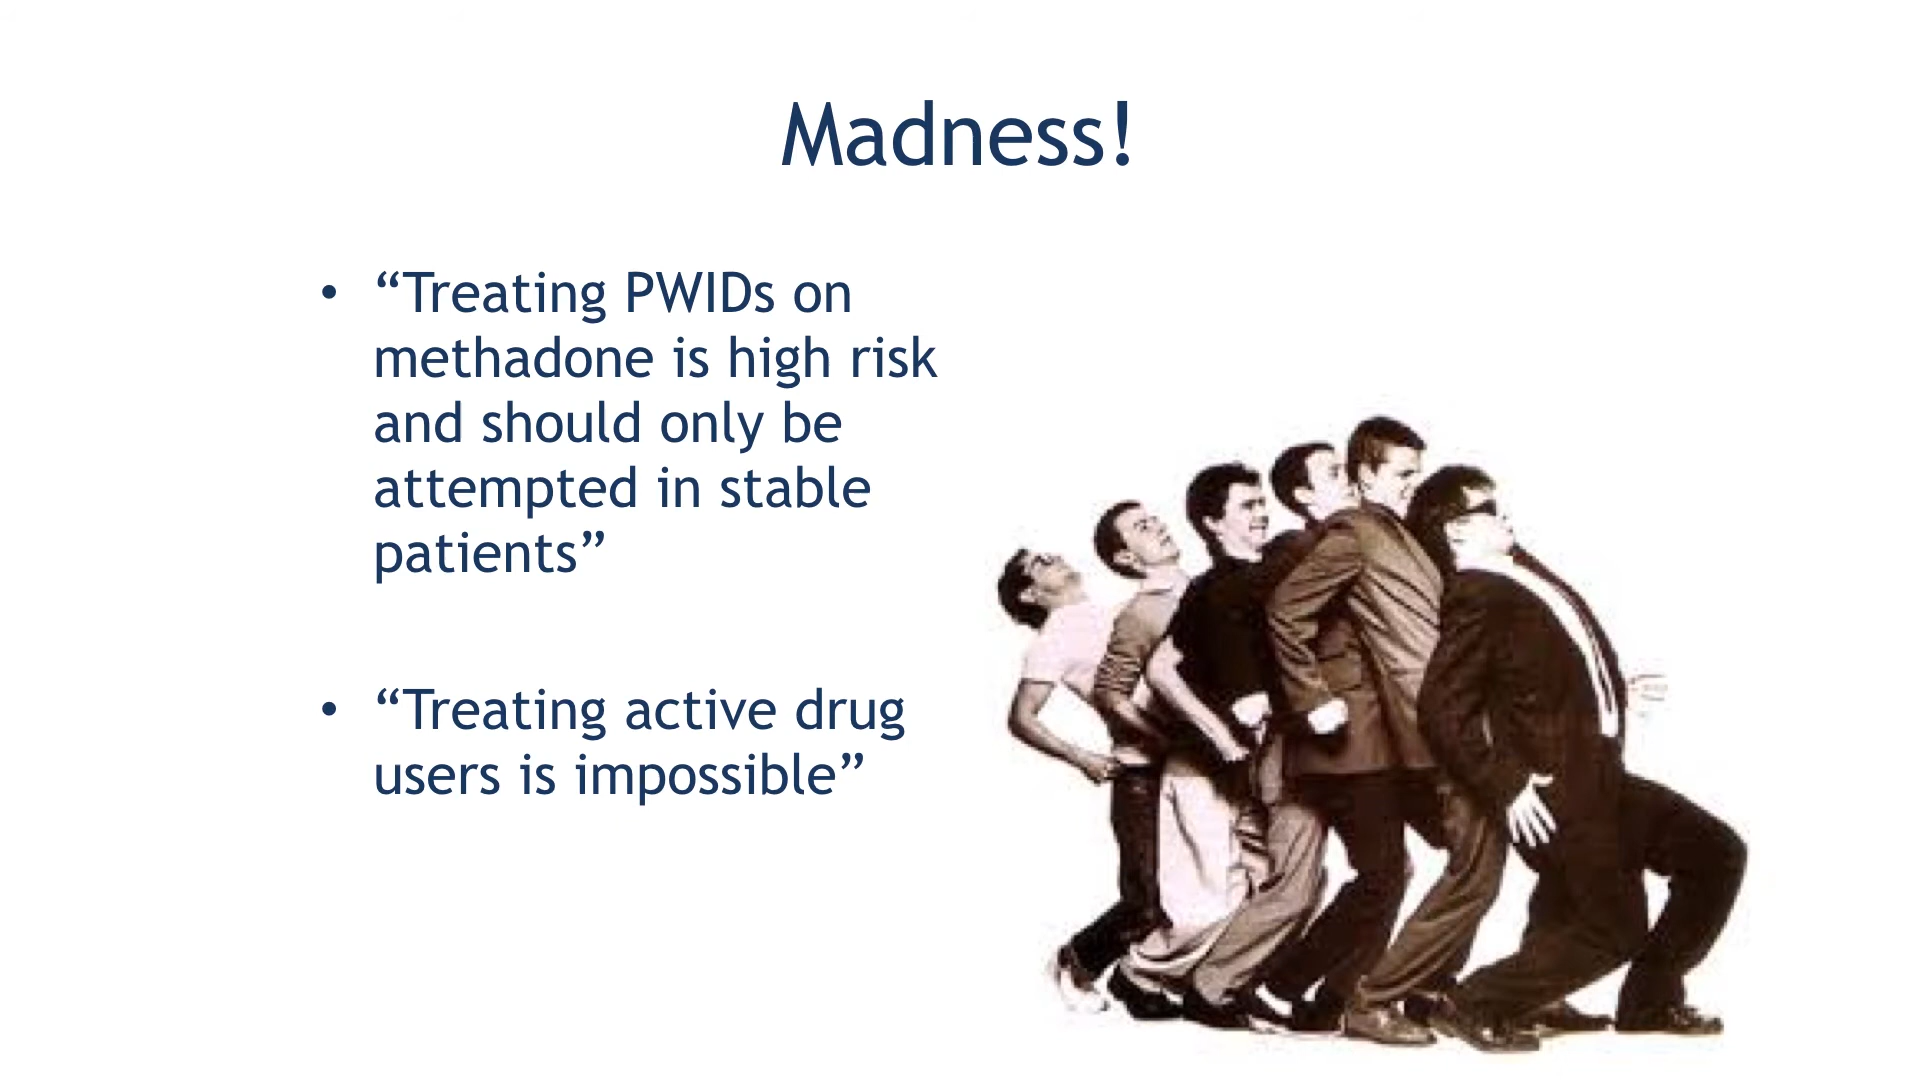 Madness!
• “Treating PWIDs on
methadone is high risk
and should only be
attempted in stable
patients”
• “Treating active drug
users is impossible”